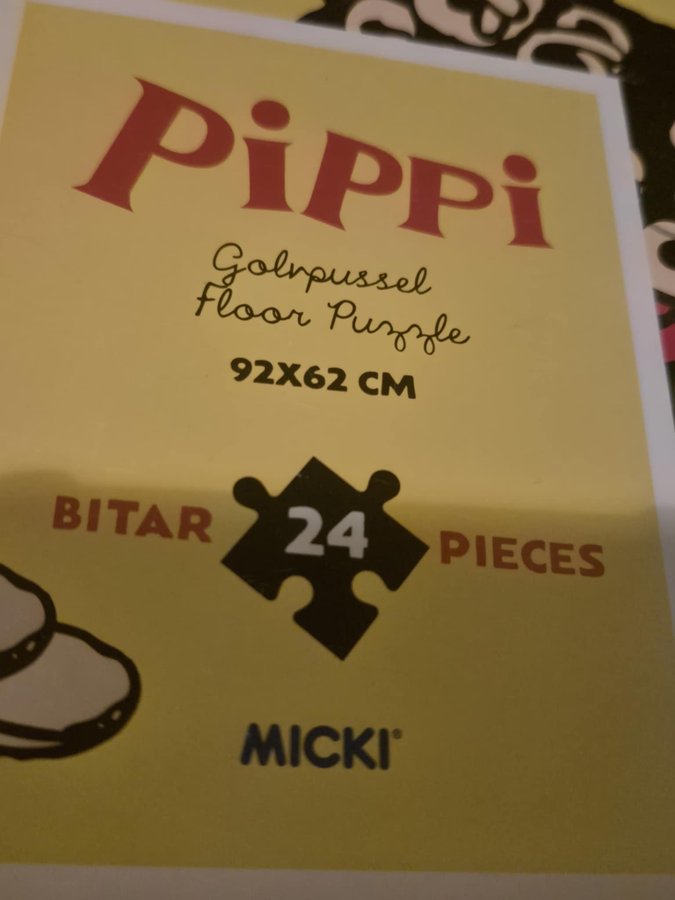 PiPPi
Golvpussel
Floor Puzzle
92X62 CM
BITAR 24 PIECES
MICKI®